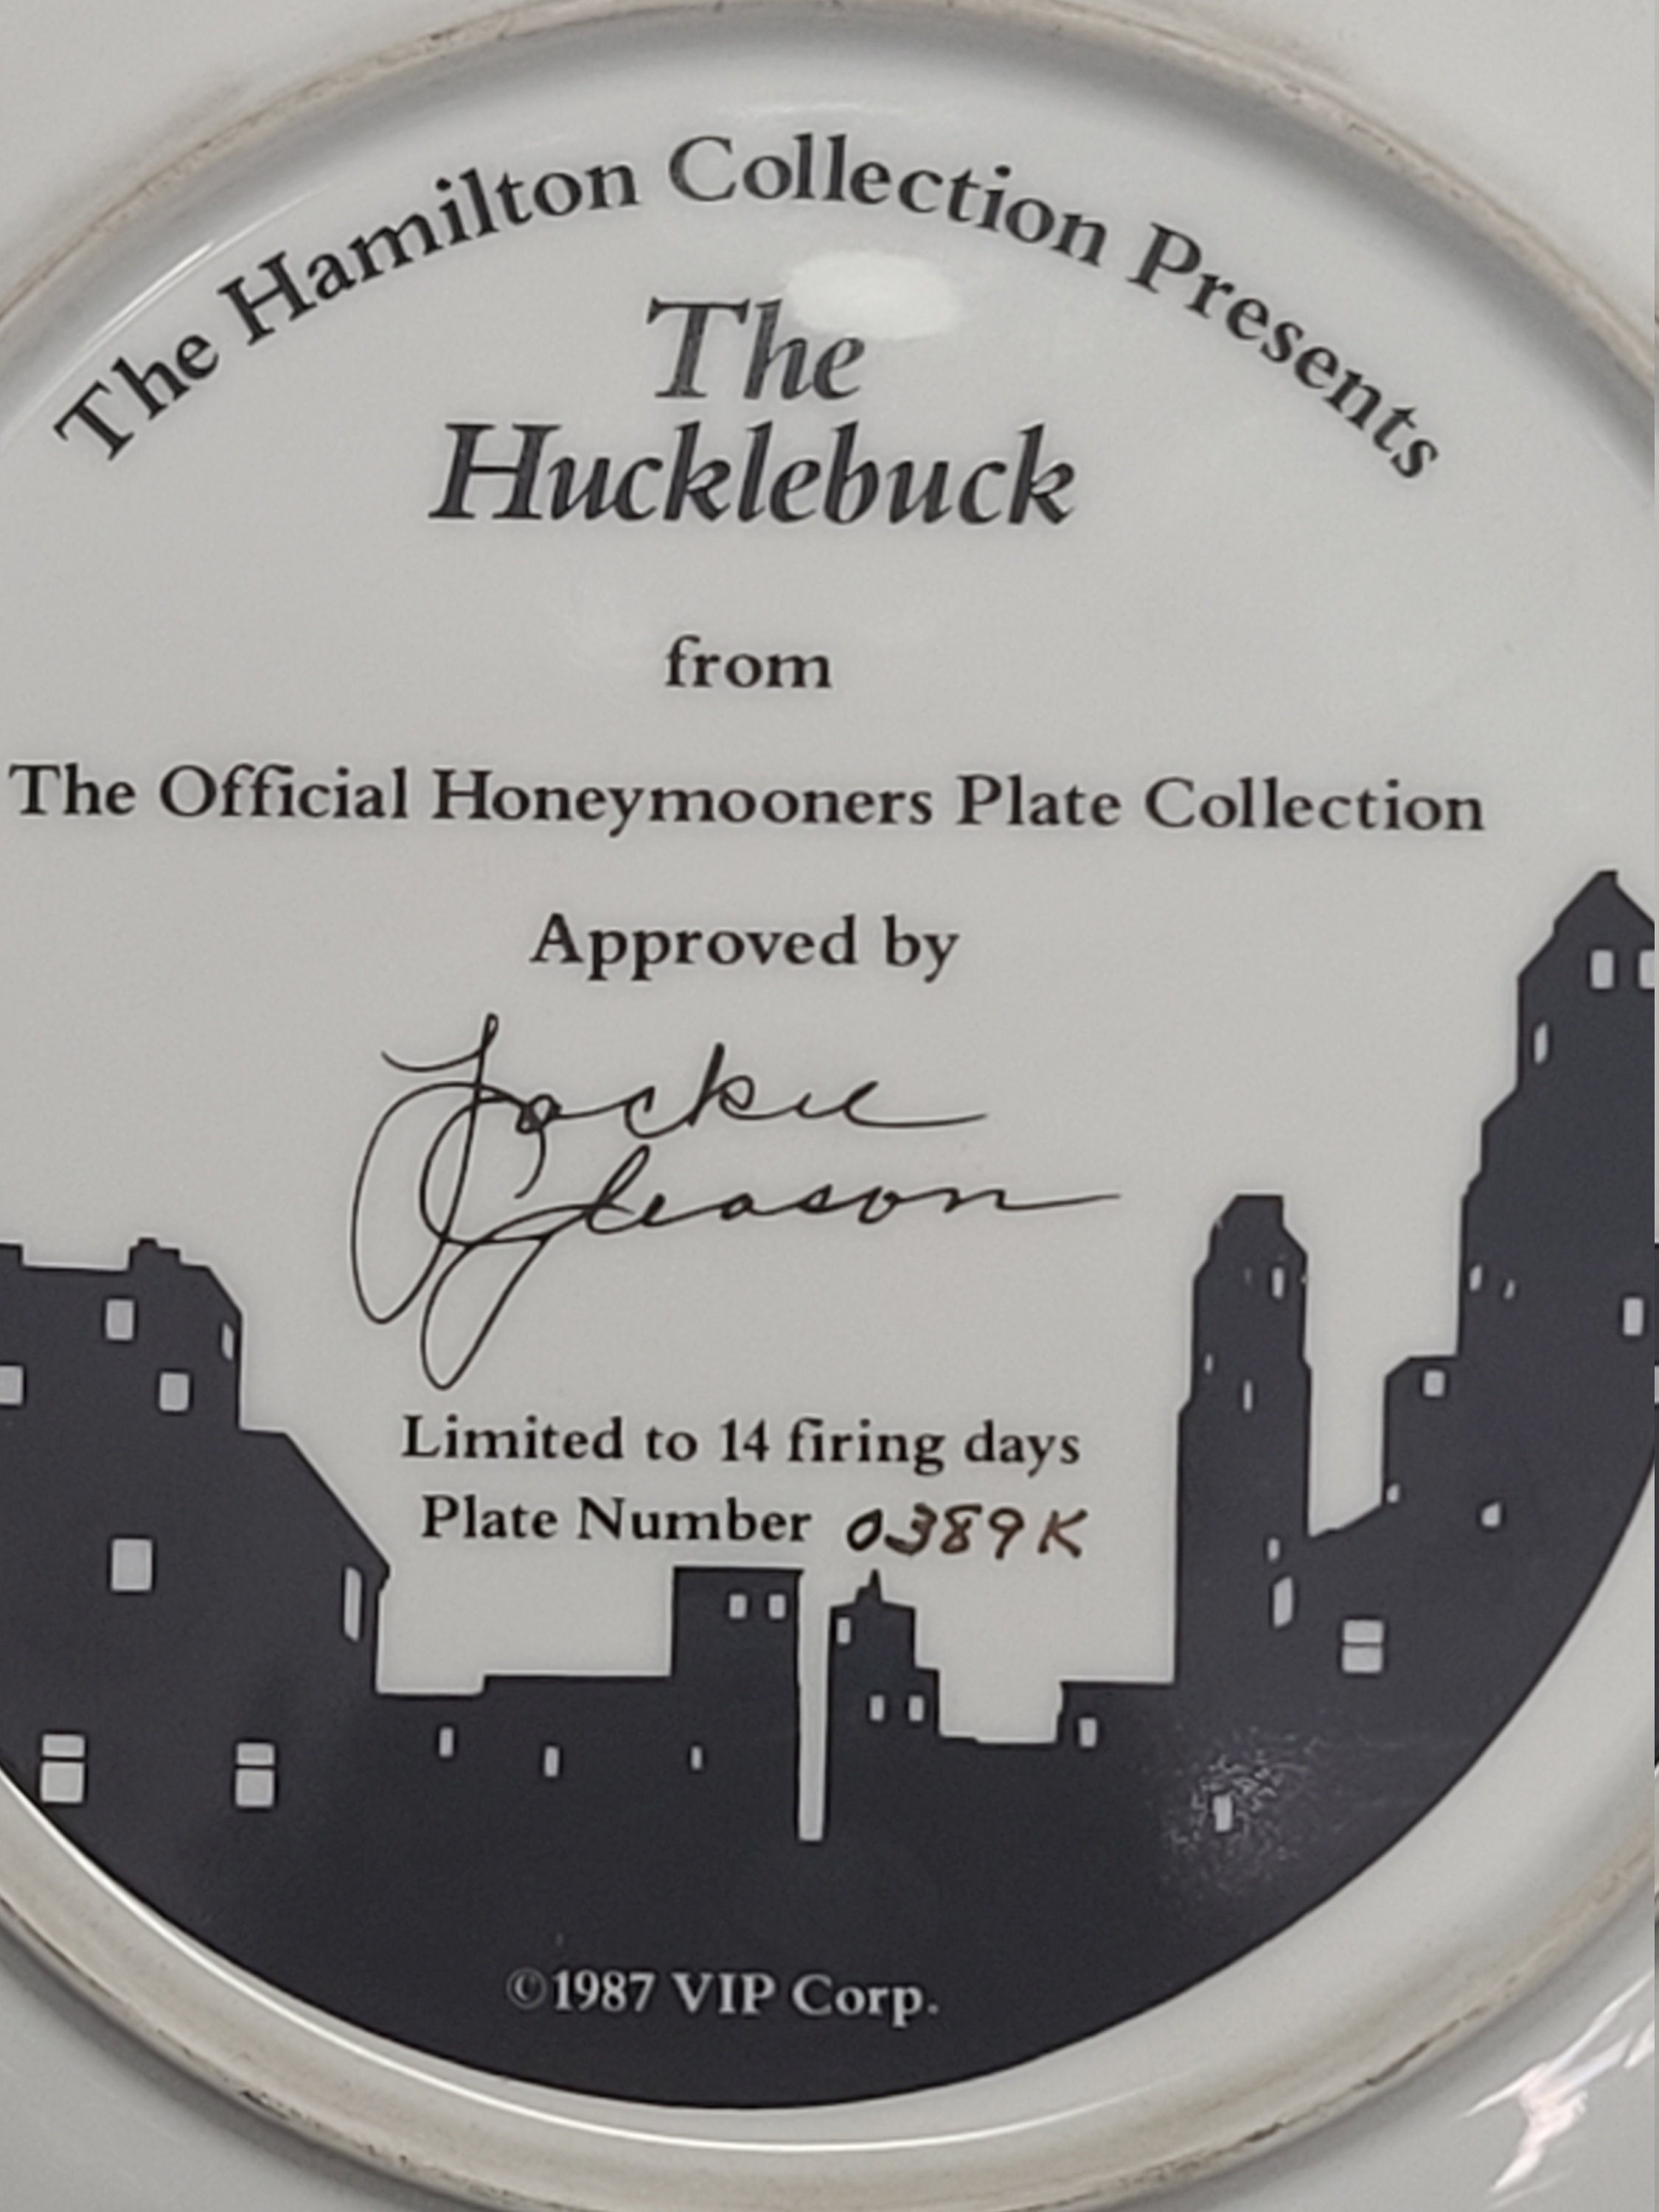 The Hamilton Collection Presents
The
Hucklebuck
from
The Official Honeymooners Plate Collection
Approved by
Jackie
Gleason
Limited to 14 firing days
Plate Number 0389K
©1987 VIP Corp.